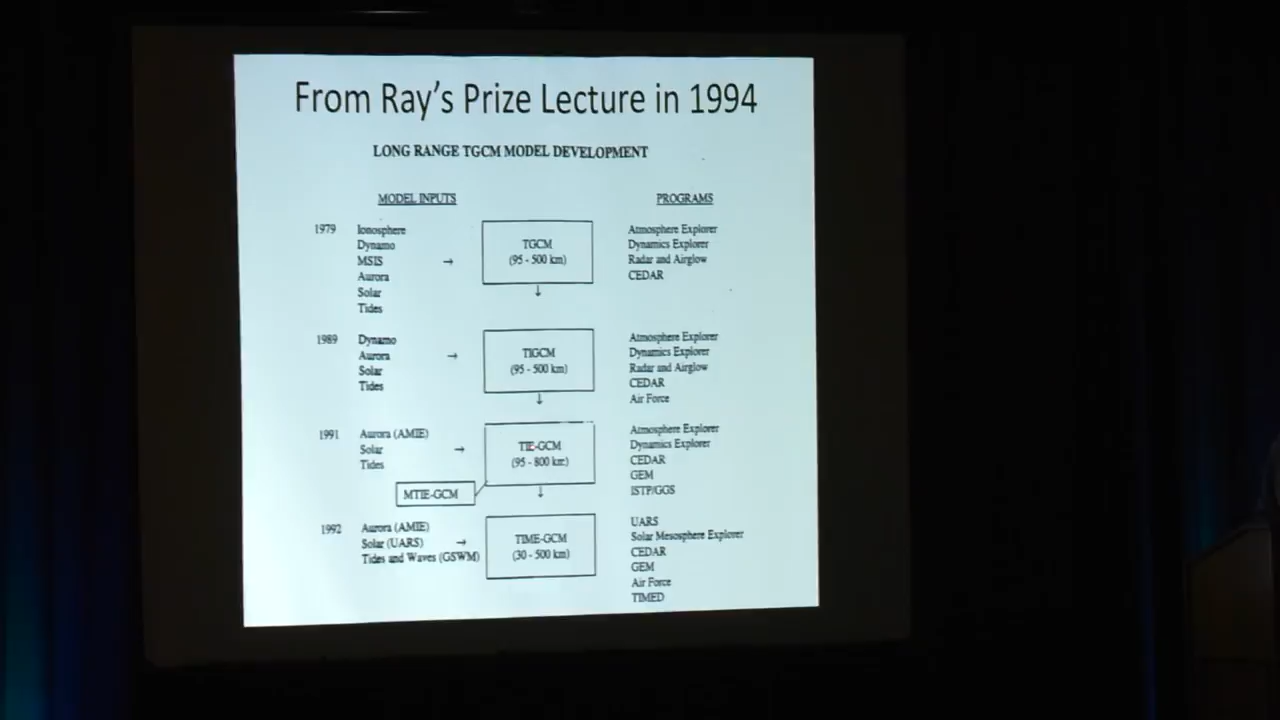 From Ray's Prize Lecture in 1994
LONG RANGE TGCM MODEL DEVELOPMENT
MODEL INPUTS
PROGRAMS
1979
Ionosphere
Dynamo
MSIS →
Aurora
Solar
Tides
TGCM
(95 - 500 km)
↓
Atmosphere Explorer
Dynamics Explorer
Radar and Airglow
CEDAR
1989
Dynamo
Aurora →
Solar
Tides
TIGCM
(95 - 500 km)
↓
Atmosphere Explorer
Dynamics Explorer
Radar and Airglow
CEDAR
Air Force
1991
Aurora (AMIE)
Solar →
Tides
TIE-GCM
(95 - 800 km)
↓
MTIE-GCM
Atmosphere Explorer
Dynamics Explorer
CEDAR
GEM
ISTP/GGS
1992
Aurora (AMIE)
Solar (UARS) →
Tides and Waves (GSWM)
TIME-GCM
(30 - 500 km)
UARS
Solar Mesosphere Explorer
CEDAR
GEM
Air Force
TIMED